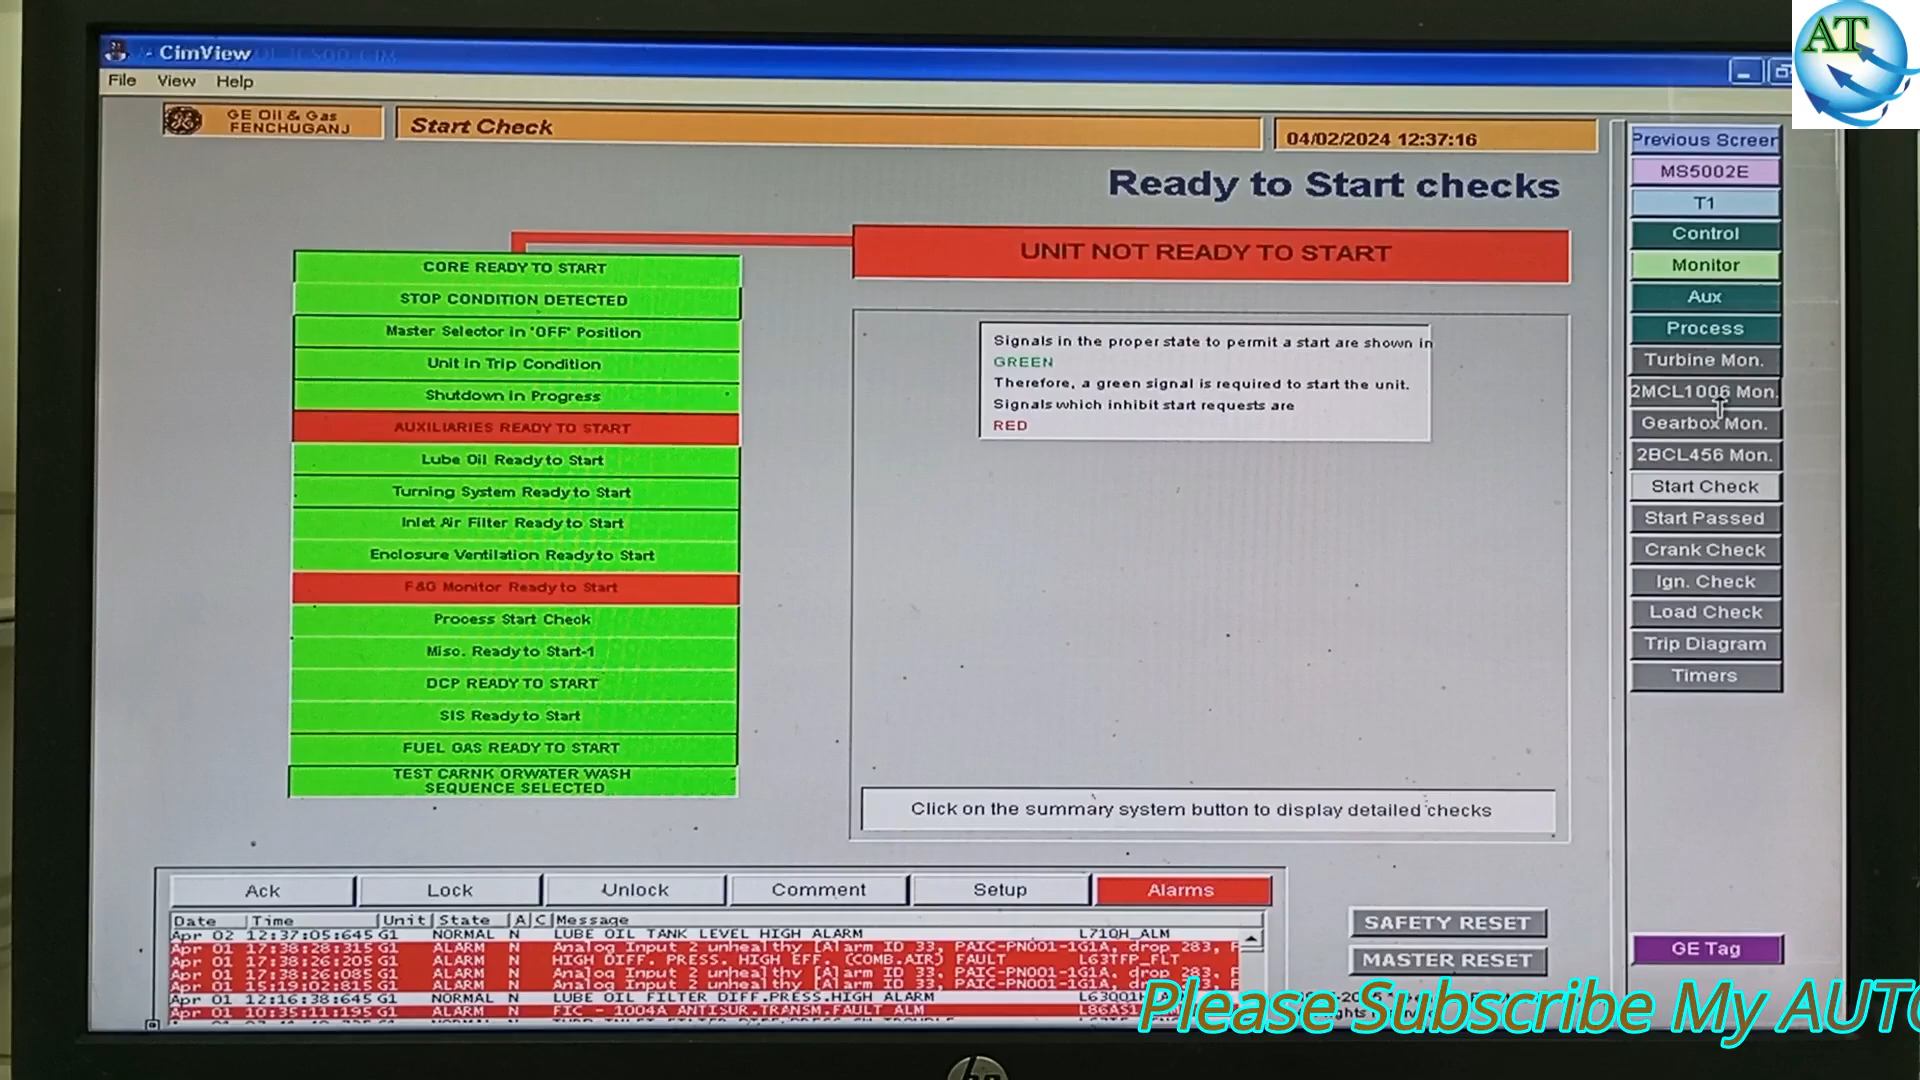 AT
CimView
File View Help
GE Oil & Gas
FENCHUGANJ
Start Check
04/02/2024 12:37:16
Ready to Start checks
UNIT NOT READY TO START
CORE READY TO START
STOP CONDITION DETECTED
Master Selector in 'OFF' Position
Unit in Trip Condition
Shutdown in Progress
AUXILIARIES READY TO START
Lube Oil Ready to Start
Turning System Ready to Start
Inlet Air Filter Ready to Start
Enclosure Ventilation Ready to Start
F&G Monitor Ready to Start
Process Start Check
Misc. Ready to Start-1
DCP READY TO START
SIS Ready to Start
FUEL GAS READY TO START
TEST CARNK ORWATER WASH
SEQUENCE SELECTED
Signals in the proper state to permit a start are shown in
GREEN
Therefore, a green signal is required to start the unit.
Signals which inhibit start requests are
RED
Click on the summary system button to display detailed checks
Previous Screen
MS5002E
T1
Control
Monitor
Aux
Process
Turbine Mon.
2MCL1006 Mon.
Gearbox Mon.
2BCL456 Mon.
Start Check
Start Passed
Crank Check
Ign. Check
Load Check
Trip Diagram
Timers
GE Tag
Ack Lock Unlock Comment Setup Alarms
Date Time Unit State A C Message
Apr 02 12:37:05:645 G1 NORMAL N LUBE OIL TANK LEVEL HIGH ALARM L71QH_ALM
Apr 01 17:38:28:315 G1 ALARM N Analog Input 2 unhealthy [Alarm ID 33, PAIC-PN001-1G1A, drop 283, F
Apr 01 17:38:26:205 G1 ALARM N HIGH DIFF. PRESS. HIGH EFF. (COMB.AIR) FAULT L63TFP_FLT
Apr 01 17:38:26:085 G1 ALARM N Analog Input 2 unhealthy [Alarm ID 33, PAIC-PN001-1G1A, drop 283, F
Apr 01 15:19:02:815 G1 ALARM N Analog Input 2 unhealthy [Alarm ID 33, PAIC-PN001-1G1A, drop 283, F
Apr 01 12:16:38:645 G1 NORMAL N LUBE OIL FILTER DIFF.PRESS.HIGH ALARM
Apr 01 10:35:11:195 G1 ALARM N FIC - 1004A ANTISUR.TRANSM.FAULT ALM
SAFETY RESET
MASTER RESET
Please Subscribe My AUTO
hp